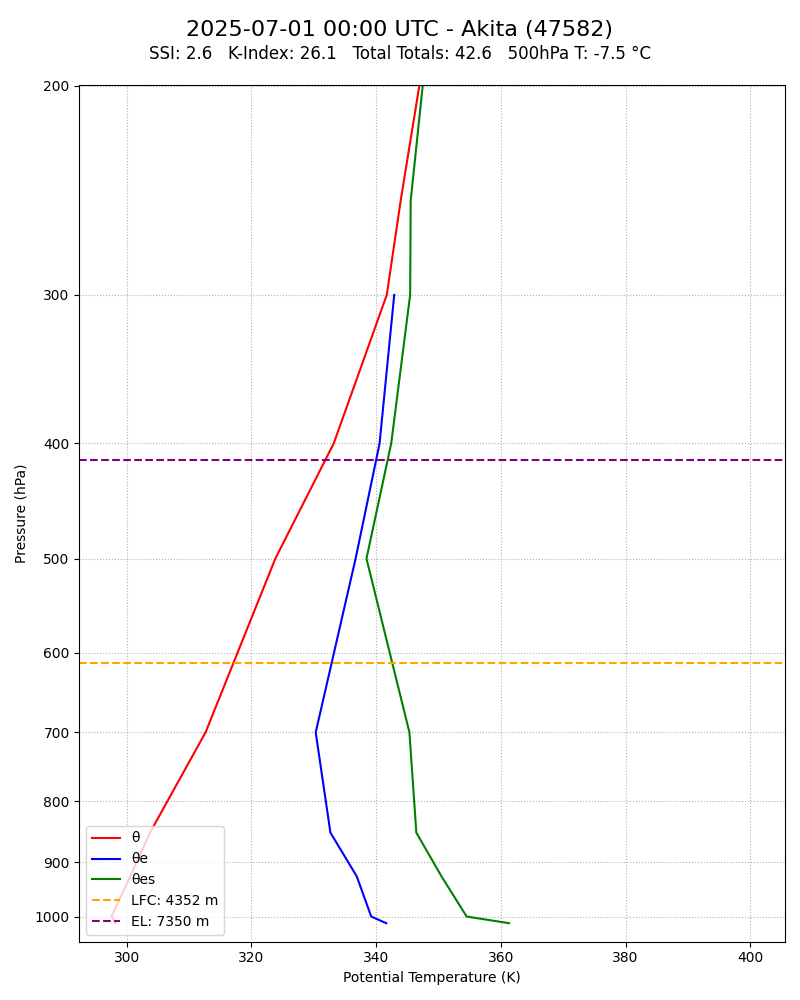 2025-07-01 00:00 UTC - Akita (47582)
SSI: 2.6   K-Index: 26.1   Total Totals: 42.6   500hPa T: -7.5 °C
200
300
400
500
600
700
800
900
1000
Pressure (hPa)
θ
θe
θes
LFC: 4352 m
EL: 7350 m
300
320
340
360
380
400
Potential Temperature (K)